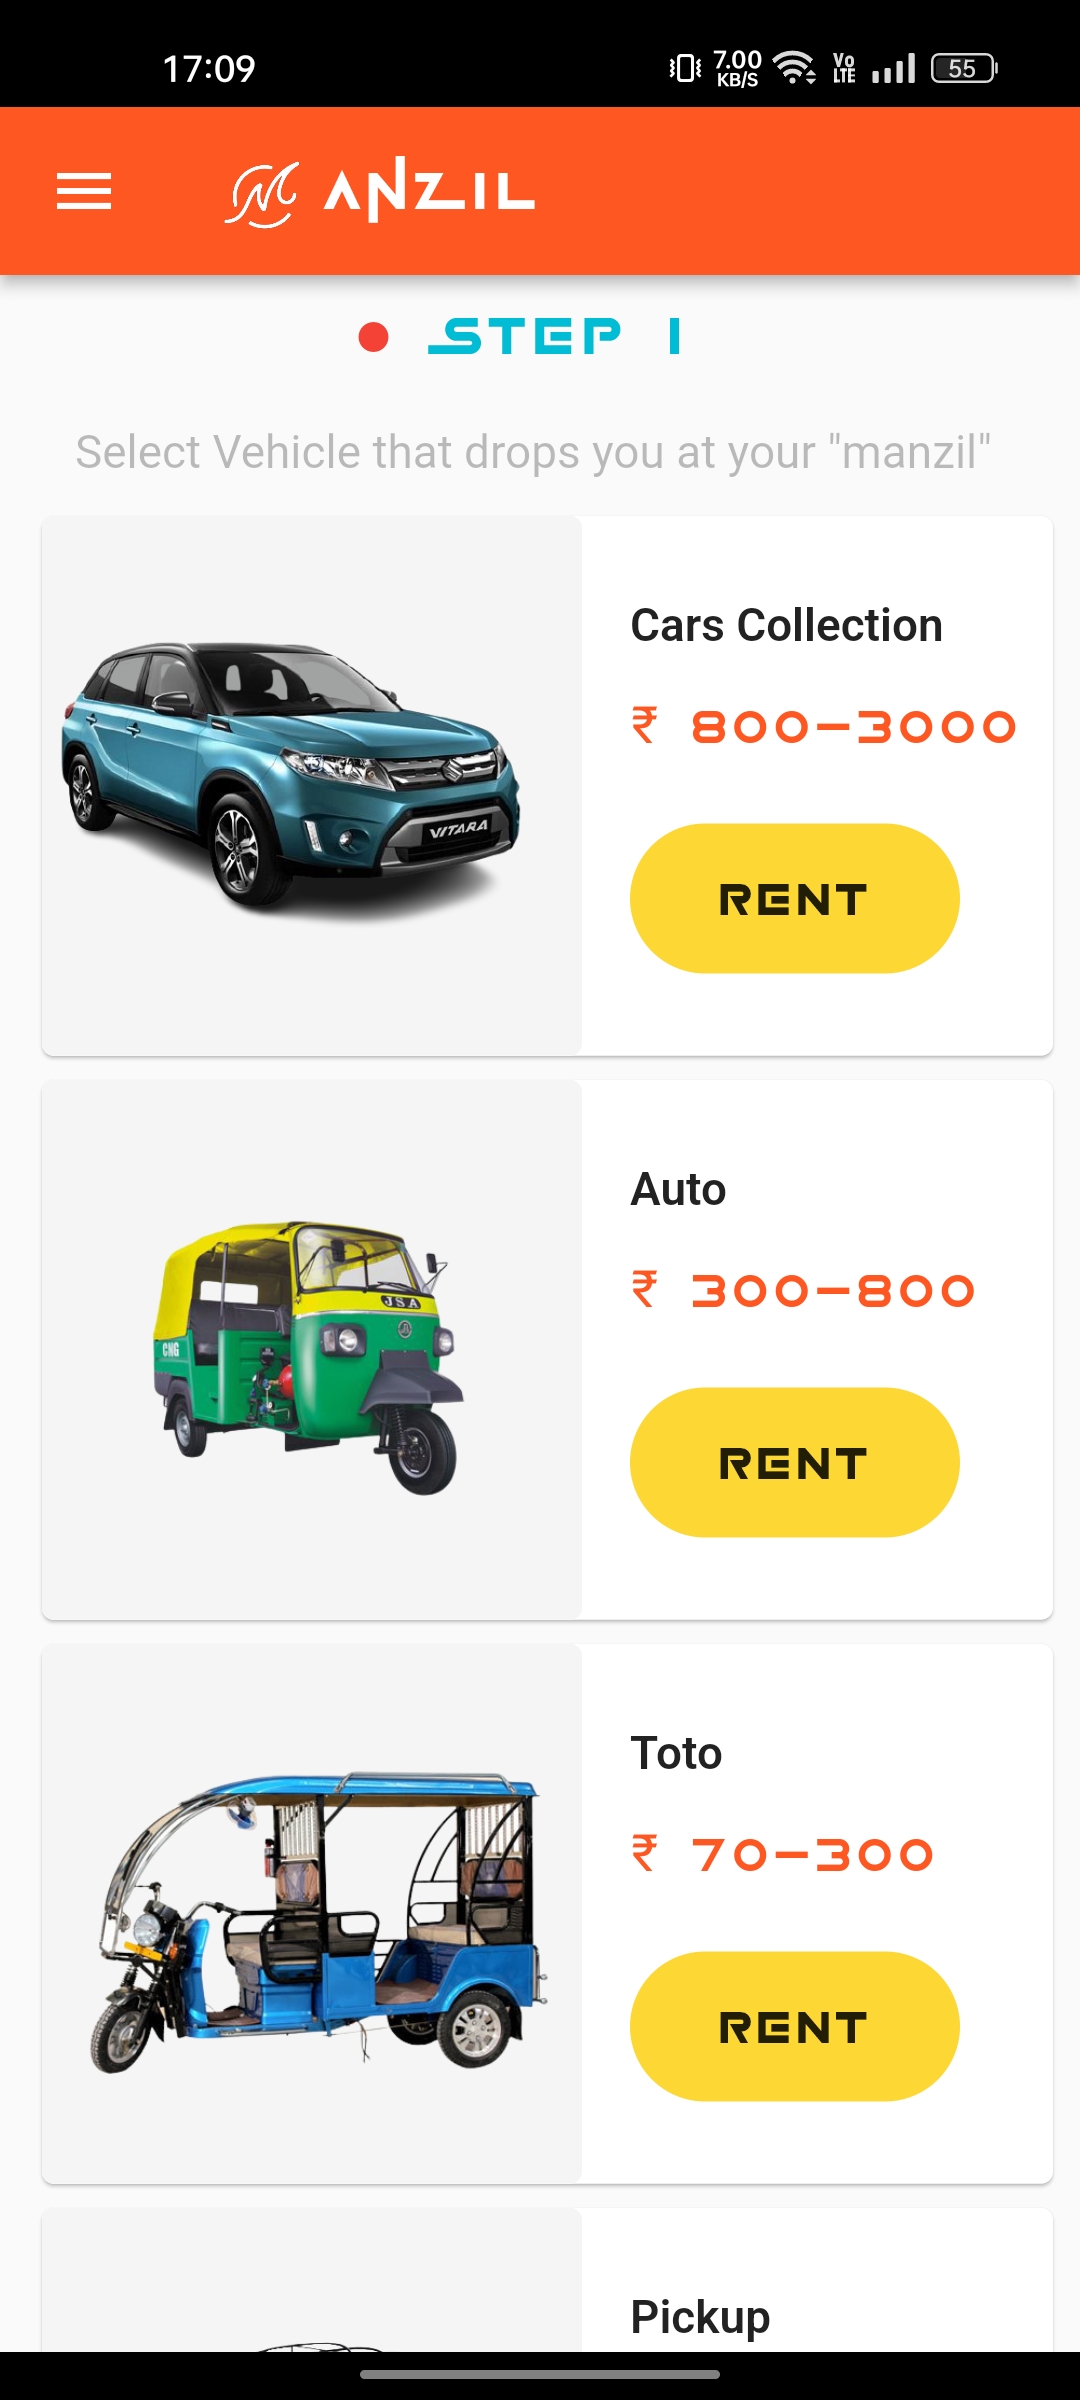 17:09 7.00 KB/S Vo LTE 55
M ANZIL
STEP 1
Select Vehicle that drops you at your "manzil"
Cars Collection
₹ 800-3000
VITARA
RENT
Auto
₹ 300-800
JSA
CNG
RENT
Toto
₹ 70-300
RENT
Pickup